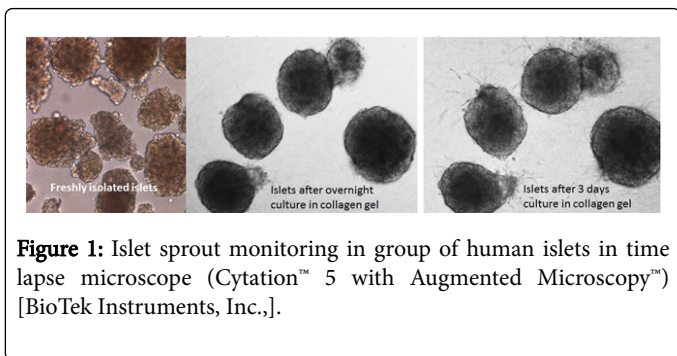 Freshly isolated islets
Islets after overnight
culture in collagen gel
Islets after 3 days
culture in collagen gel
Figure 1: Islet sprout monitoring in group of human islets in time
lapse microscope (Cytation™ 5 with Augmented Microscopy™)
[BioTek Instruments, Inc.,].